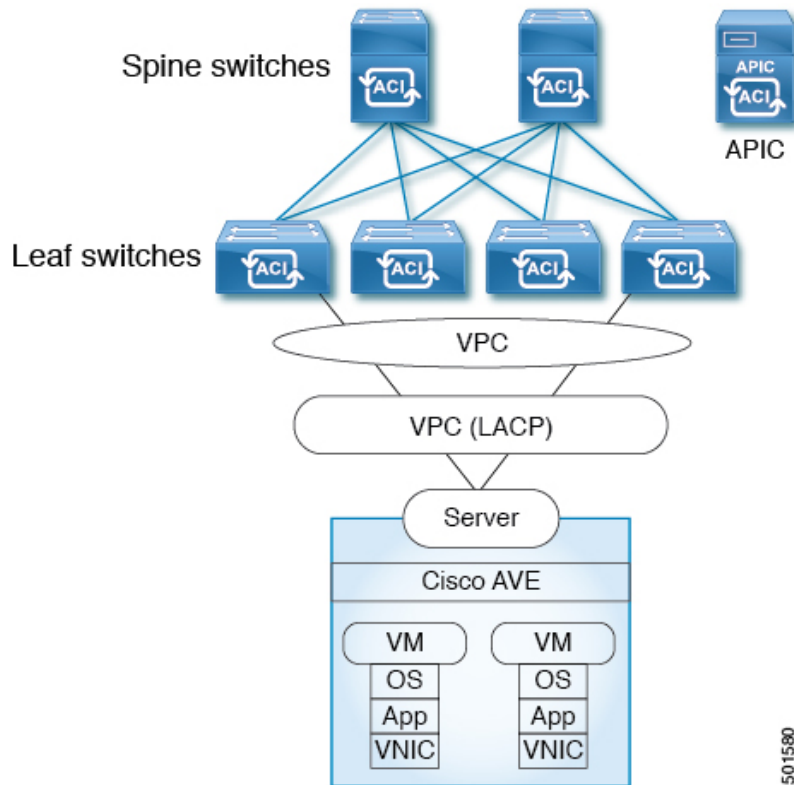 Spine switches
ACI
ACI
APIC
ACI
APIC
Leaf switches
ACI
ACI
ACI
ACI
VPC
VPC (LACP)
Server
Cisco AVE
VM
VM
OS
OS
App
App
VNIC
VNIC
501580